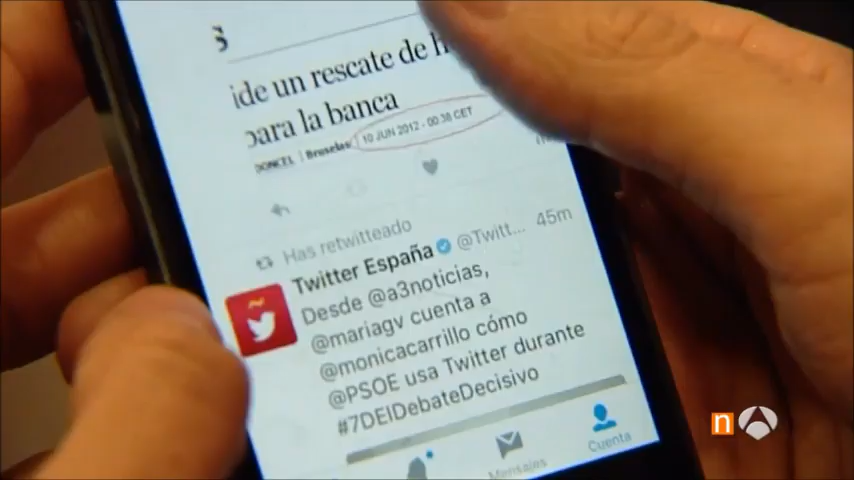 ide un rescate de h
para la banca
DONCEL | Bruselas | 10 JUN 2012 - 00:38 CET
Has retwitteado
Twitter España @Twitt... 45m
Desde @a3noticias,
@mariagv cuenta a
@monicacarrillo cómo
@PSOE usa Twitter durante
#7DElDebateDecisivo
Mensajes
Cuenta
n